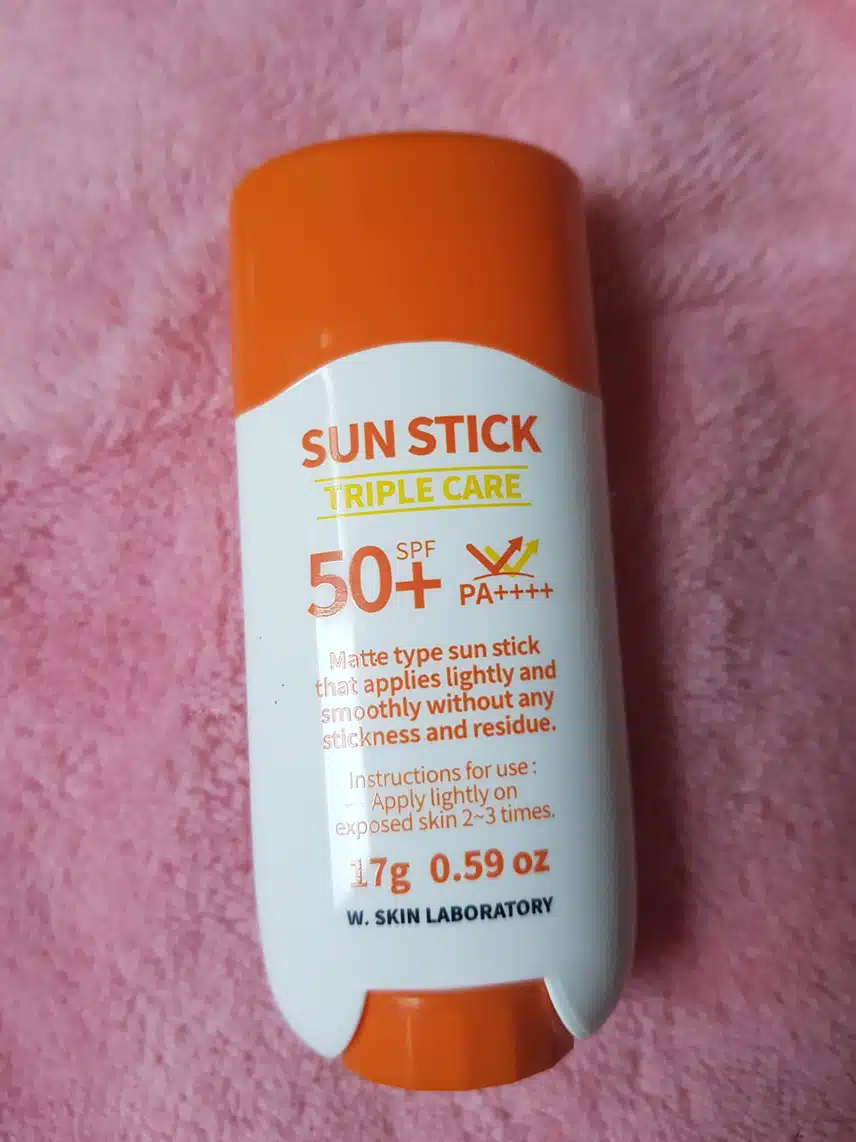 SUN STICK
TRIPLE CARE
50+ SPF PA++++
Matte type sun stick
that applies lightly and
smoothly without any
stickness and residue.
Instructions for use :
Apply lightly on
exposed skin 2~3 times.
17g 0.59 oz
W. SKIN LABORATORY